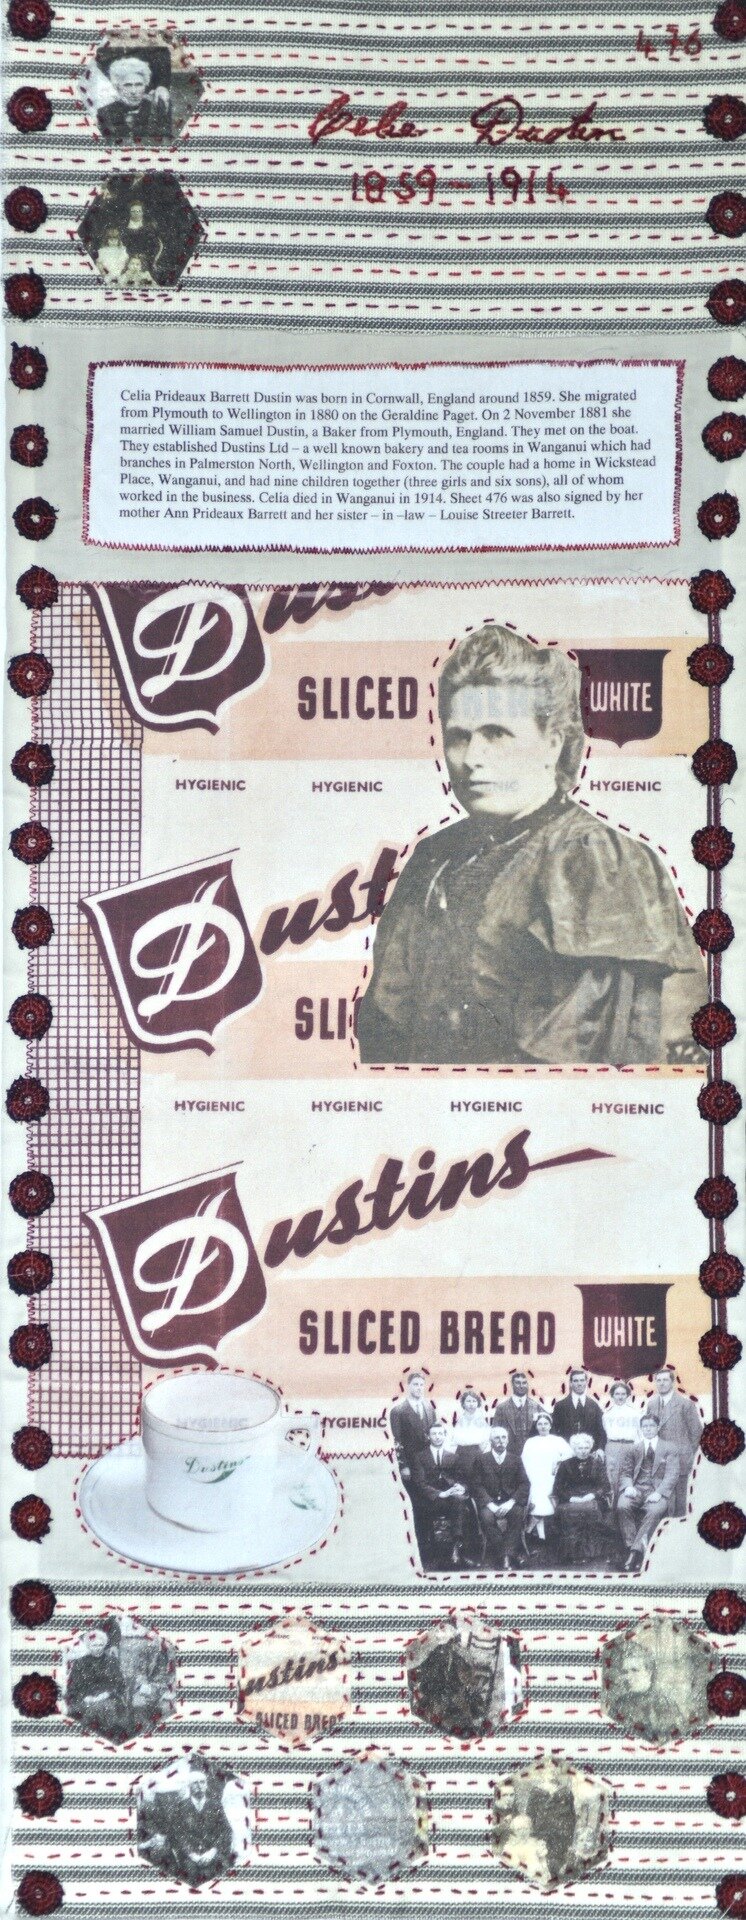 476
Celia Dustin
1859 - 1914
Celia Prideaux Barrett Dustin was born in Cornwall, England around 1859. She migrated
from Plymouth to Wellington in 1880 on the Geraldine Paget. On 2 November 1881 she
married William Samuel Dustin, a Baker from Plymouth, England. They met on the boat.
They established Dustins Ltd – a well known bakery and tea rooms in Wanganui which had
branches in Palmerston North, Wellington and Foxton. The couple had a home in Wickstead
Place, Wanganui, and had nine children together (three girls and six sons), all of whom
worked in the business. Celia died in Wanganui in 1914. Sheet 476 was also signed by her
mother Ann Prideaux Barrett and her sister – in –law – Louise Streeter Barrett.
Dust
SLICED BREAD WHITE
HYGIENIC HYGIENIC HYGIENIC
Dust
SLI
HYGIENIC HYGIENIC HYGIENIC HYGIENIC
Dustins
SLICED BREAD WHITE
HYGIENIC HYGIENIC HYGIENIC
Dustins
ustins
SLICED BREAD